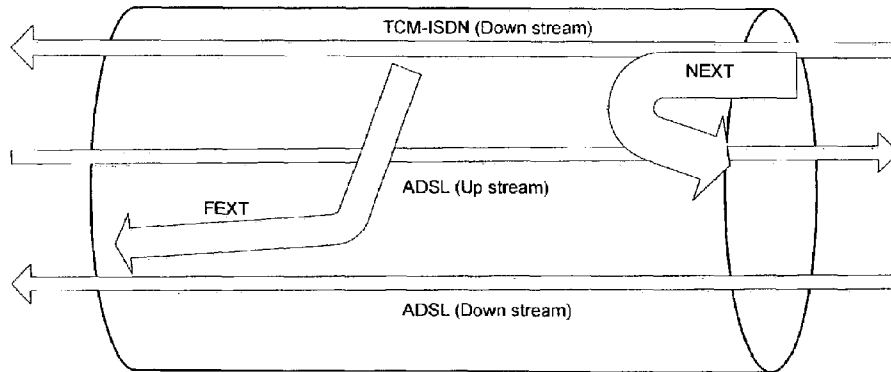 TCM-ISDN (Down stream)
NEXT
ADSL (Up stream)
FEXT
ADSL (Down stream)